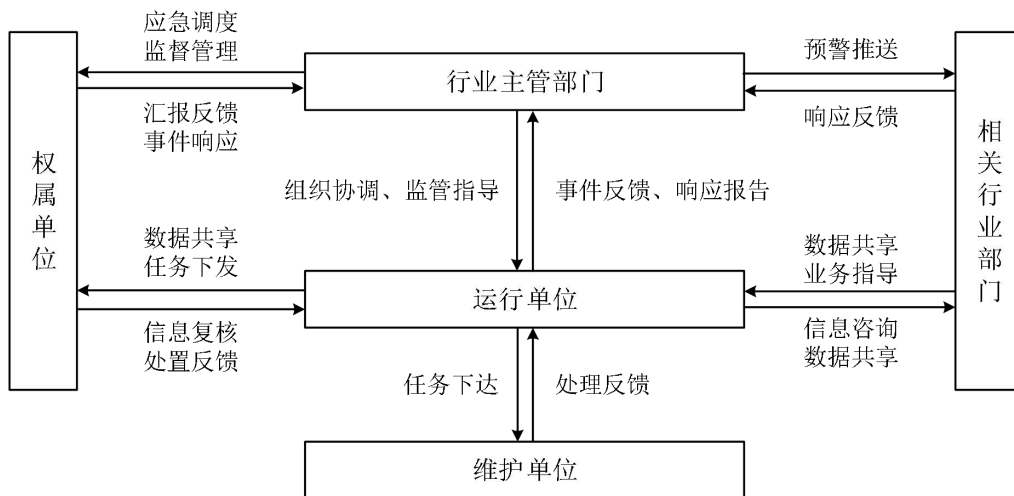 应急调度
监督管理
预警推送
行业主管部门
汇报反馈
事件响应
响应反馈
权属单位
相关行业部门
组织协调、监管指导
事件反馈、响应报告
数据共享
任务下发
数据共享
业务指导
运行单位
信息复核
处置反馈
信息咨询
数据共享
任务下达
处理反馈
维护单位